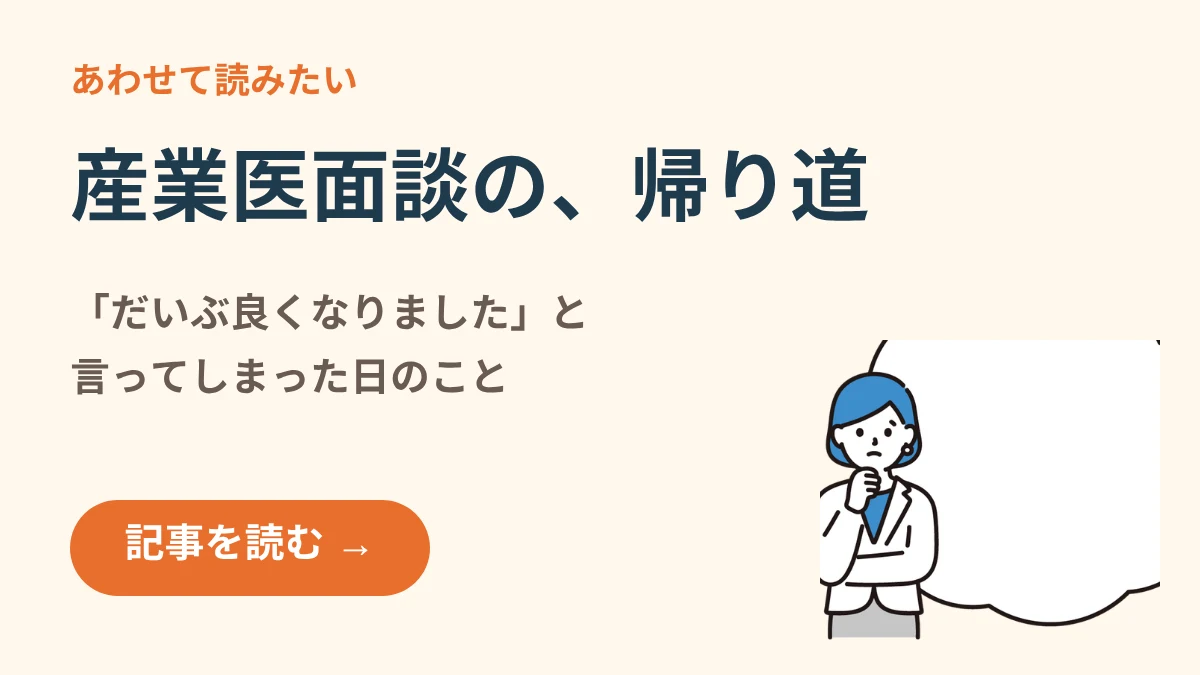 あわせて読みたい
産業医面談の、帰り道
「だいぶ良くなりました」と
言ってしまった日のこと
記事を読む →